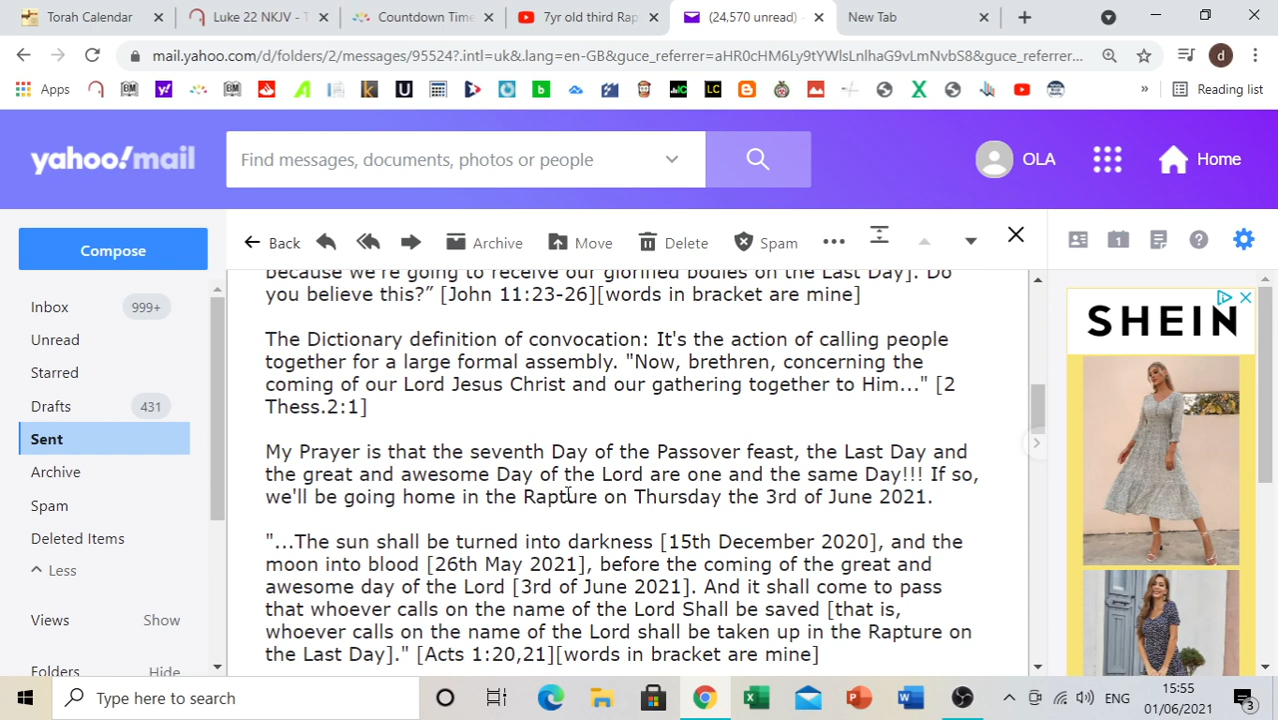 Torah Calendar
Luke 22 NKJV - T
Countdown Time
7yr old third Rap
(24,570 unread)
New Tab
mail.yahoo.com/d/folders/2/messages/95524?.intl=uk&lang=en-GB&guce_referrer=aHR0cHM6Ly9tYWlsLnlhaG9vLmNvbS8&guce_referrer...
d
Apps
Reading list
yahoo!mail
Find messages, documents, photos or people
OLA
Home
Compose
Back
Archive
Move
Delete
Spam
Inbox 999+
Unread
Starred
Drafts 431
Sent
Archive
Spam
Deleted Items
Less
Views Show
Folders Hide
because we're going to receive our glorified bodies on the Last Day]. Do
you believe this?” [John 11:23-26][words in bracket are mine]
The Dictionary definition of convocation: It's the action of calling people
together for a large formal assembly. "Now, brethren, concerning the
coming of our Lord Jesus Christ and our gathering together to Him..." [2
Thess.2:1]
My Prayer is that the seventh Day of the Passover feast, the Last Day and
the great and awesome Day of the Lord are one and the same Day!!! If so,
we'll be going home in the Rapture on Thursday the 3rd of June 2021.
"...The sun shall be turned into darkness [15th December 2020], and the
moon into blood [26th May 2021], before the coming of the great and
awesome day of the Lord [3rd of June 2021]. And it shall come to pass
that whoever calls on the name of the Lord Shall be saved [that is,
whoever calls on the name of the Lord shall be taken up in the Rapture on
the Last Day]." [Acts 1:20,21][words in bracket are mine]
SHEIN
Type here to search
ENG
15:55
01/06/2021
3